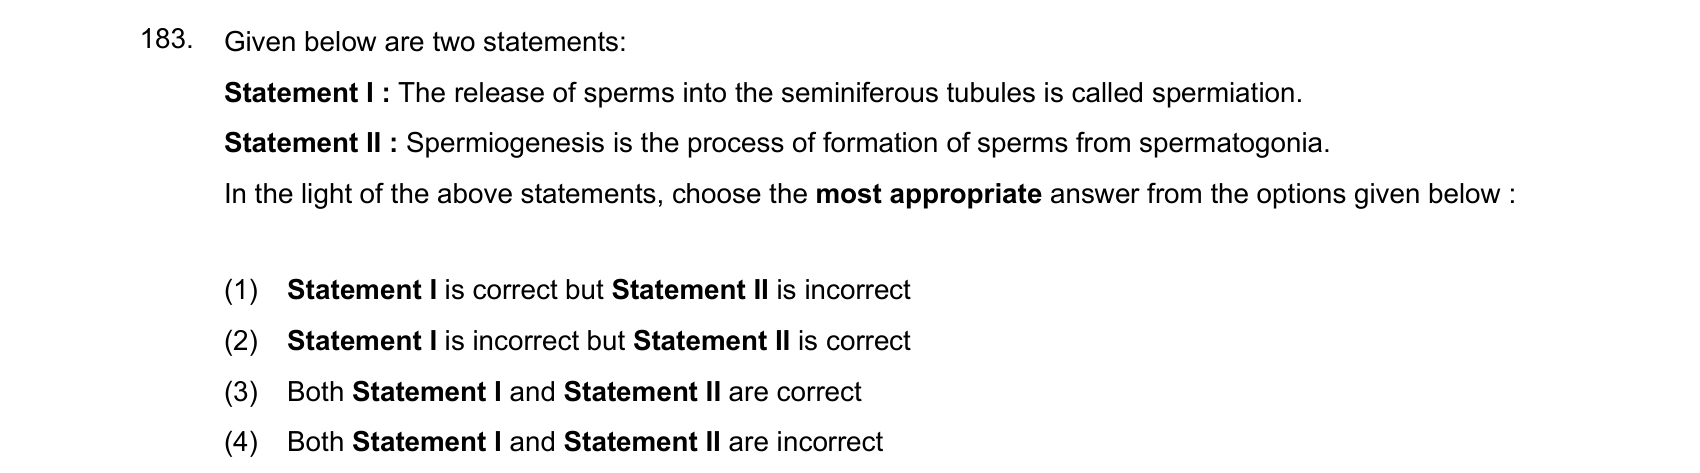 183. Given below are two statements:
Statement I : The release of sperms into the seminiferous tubules is called spermiation.
Statement II : Spermiogenesis is the process of formation of sperms from spermatogonia.
In the light of the above statements, choose the most appropriate answer from the options given below :
(1) Statement I is correct but Statement II is incorrect
(2) Statement I is incorrect but Statement II is correct
(3) Both Statement I and Statement II are correct
(4) Both Statement I and Statement II are incorrect